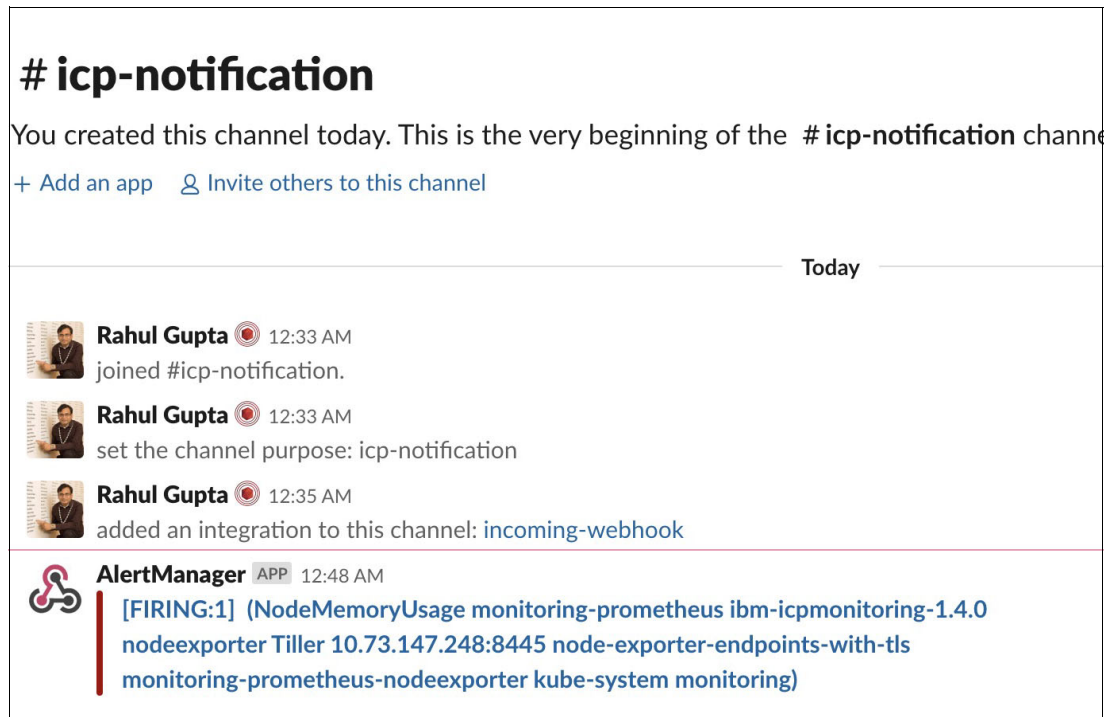 # icp-notification
You created this channel today. This is the very beginning of the # icp-notification channe
+ Add an app Invite others to this channel
Today
Rahul Gupta 12:33 AM
joined #icp-notification.
Rahul Gupta 12:33 AM
set the channel purpose: icp-notification
Rahul Gupta 12:35 AM
added an integration to this channel: incoming-webhook
AlertManager APP 12:48 AM
[FIRING:1] (NodeMemoryUsage monitoring-prometheus ibm-icpmonitoring-1.4.0
nodeexporter Tiller 10.73.147.248:8445 node-exporter-endpoints-with-tls
monitoring-prometheus-nodeexporter kube-system monitoring)